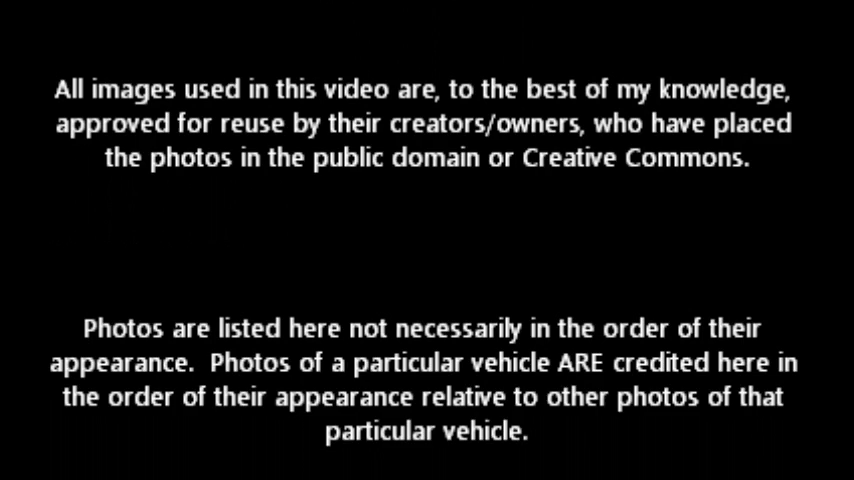 All images used in this video are, to the best of my knowledge,
approved for reuse by their creators/owners, who have placed
the photos in the public domain or Creative Commons.
Photos are listed here not necessarily in the order of their
appearance.  Photos of a particular vehicle ARE credited here in
the order of their appearance relative to other photos of that
particular vehicle.